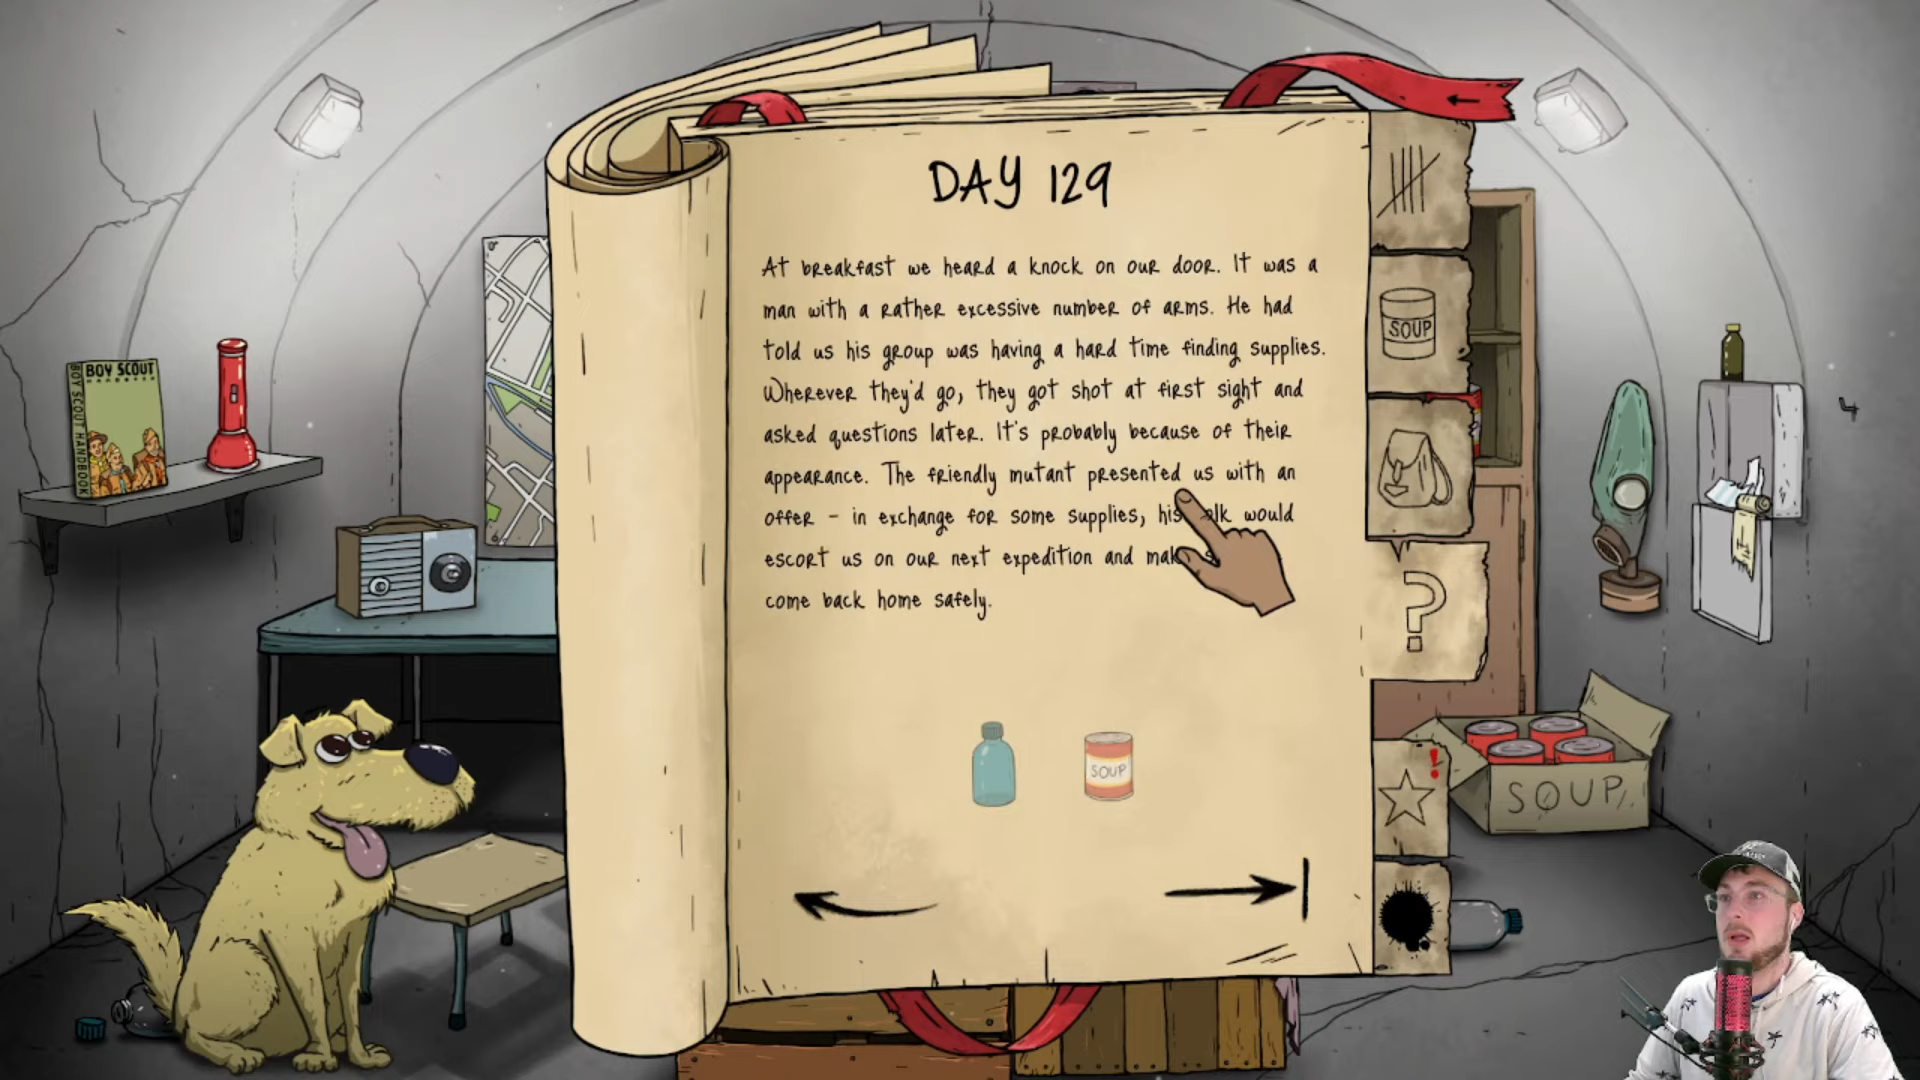 DAY 129
At breakfast we heard a knock on our door. It was a
man with a rather excessive number of arms. He had
told us his group was having a hard time finding supplies.
Wherever they'd go, they got shot at first sight and
asked questions later. It's probably because of their
appearance. The friendly mutant presented us with an
offer - in exchange for some supplies, his would
escort us on our next expedition and
come back home safely.
SOUP
SOUP
SOUP
BOY SCOUT
BOY SCOUT HANDBOOK